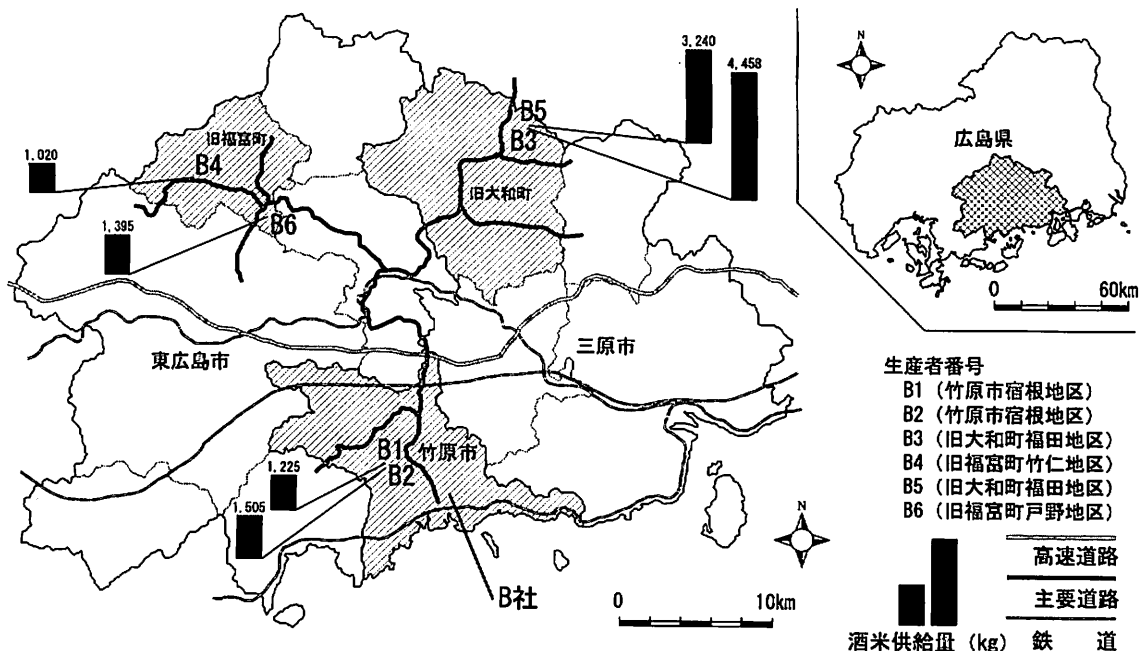 3,240
4,458
B5
B3
旧大和町
旧福富町
B4
1,020
B6
1,395
東広島市
三原市
竹原市
B1
B2
1,225
1,505
B社
N
0 10km
N
広島県
0 60km
生産者番号
B1 (竹原市宿根地区)
B2 (竹原市宿根地区)
B3 (旧大和町福田地区)
B4 (旧福富町竹仁地区)
B5 (旧大和町福田地区)
B6 (旧福富町戸野地区)
高速道路
主要道路
酒米供給量 (kg) 鉄 道